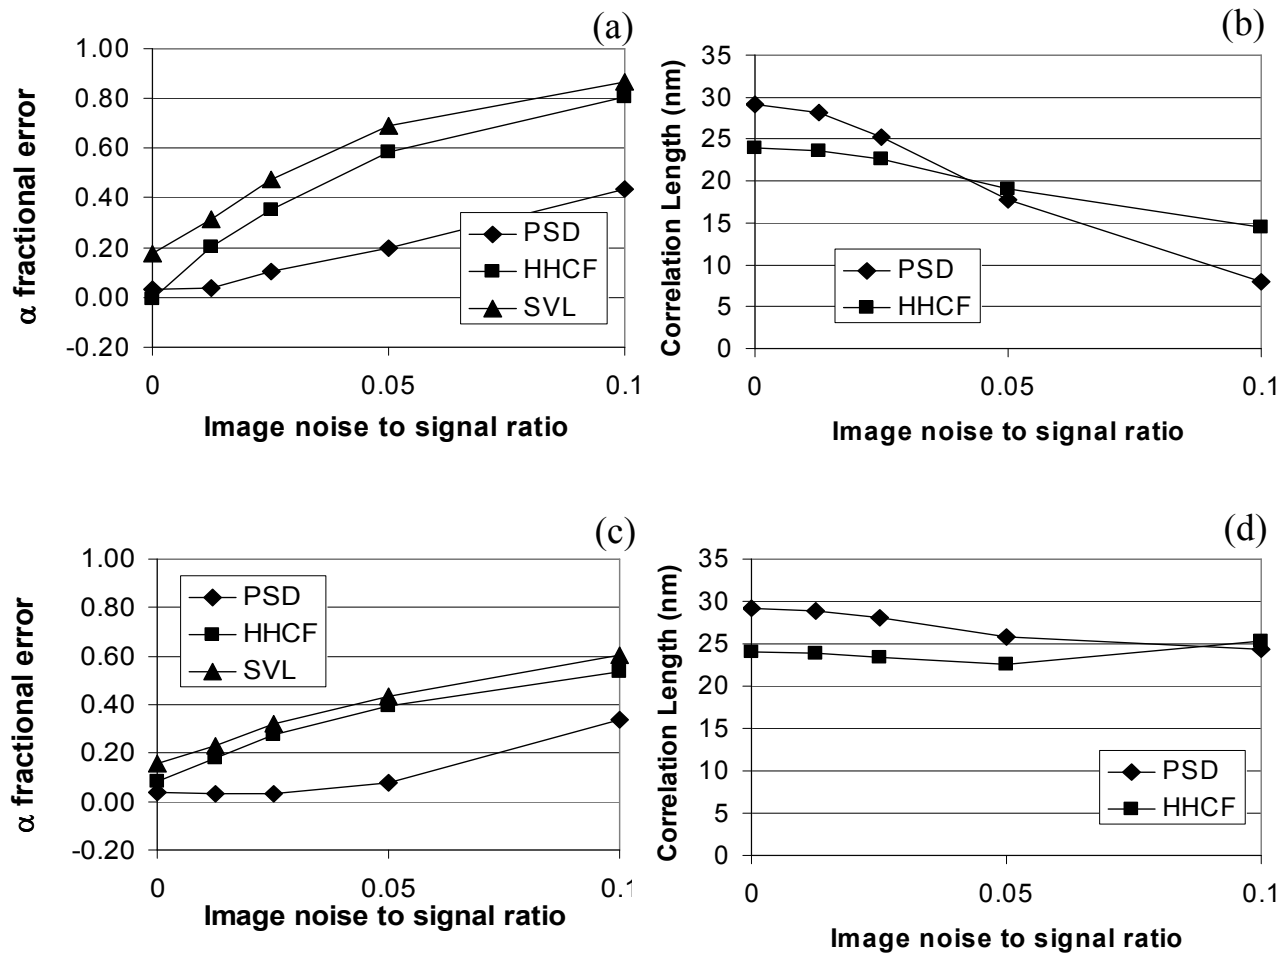 (a)
1.00
0.80
0.60
0.40
0.20
0.00
-0.20
α fractional error
PSD
HHCF
SVL
0 0.05 0.1
Image noise to signal ratio
(b)
35
30
25
20
15
10
5
0
Correlation Length (nm)
PSD
HHCF
0 0.05 0.1
Image noise to signal ratio
(c)
1.00
0.80
0.60
0.40
0.20
0.00
-0.20
α fractional error
PSD
HHCF
SVL
0 0.05 0.1
Image noise to signal ratio
(d)
35
30
25
20
15
10
5
0
Correlation Length (nm)
PSD
HHCF
0 0.05 0.1
Image noise to signal ratio